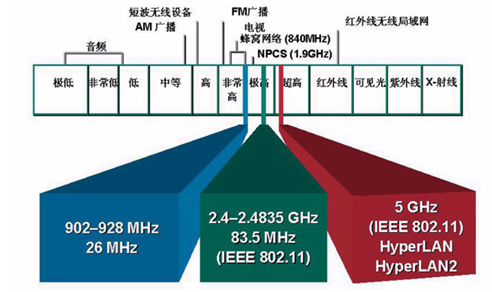 短波无线设备
FM广播
AM 广播
电视
红外线无线局域网
音频
蜂窝网络 (840MHz)
NPCS (1.9GHz)
极低
非常低
低
中等
高
非常高
极高
超高
红外线
可见光
紫外线
X-射线
902–928 MHz
26 MHz
2.4–2.4835 GHz
83.5 MHz
(IEEE 802.11)
5 GHz
(IEEE 802.11)
HyperLAN
HyperLAN2